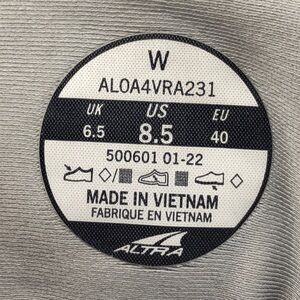 W
AL0A4VRA231
UK US EU
6.5 8.5 40
500601 01-22
MADE IN VIETNAM
FABRIQUE EN VIETNAM
ALTRA